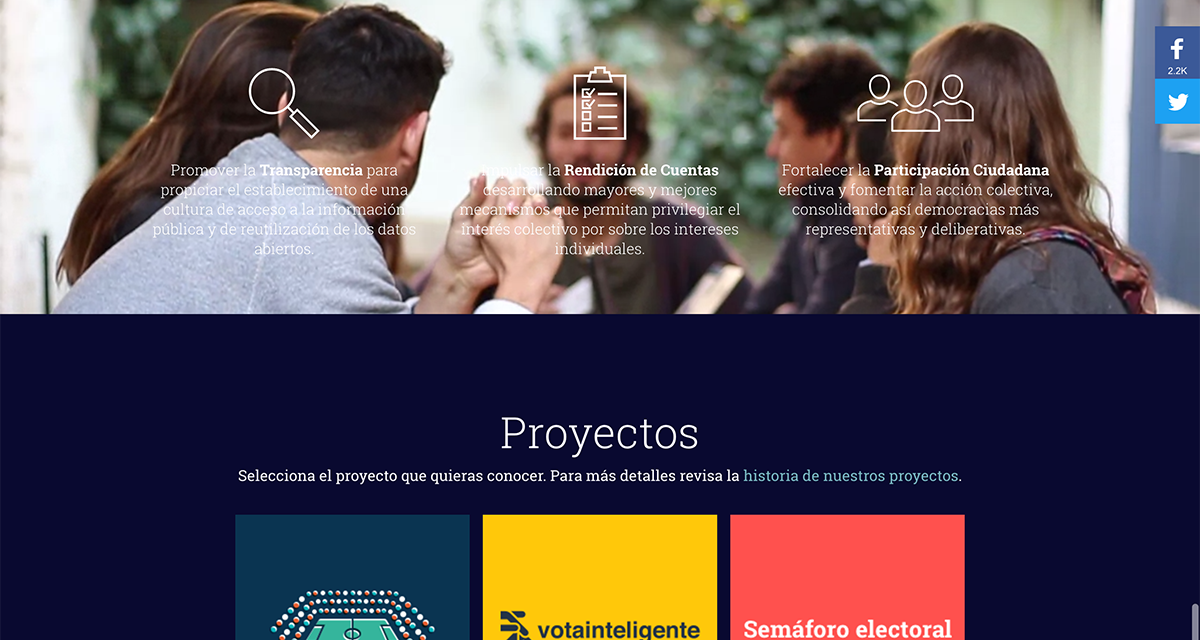 2.2K
Promover la Transparencia para
propiciar el establecimiento de una
cultura de acceso a la información
pública y de reutilización de los datos
abiertos.
la Rendición de Cuentas
desarrollando mayores y mejores
mecanismos que permitan privilegiar el
interés colectivo por sobre los intereses
individuales.
Fortalecer la Participación Ciudadana
efectiva y fomentar la acción colectiva,
consolidando así democracias más
representativas y deliberativas.
Proyectos
Selecciona el proyecto que quieras conocer. Para más detalles revisa la historia de nuestros proyectos.
votainteligente
Semáforo electoral